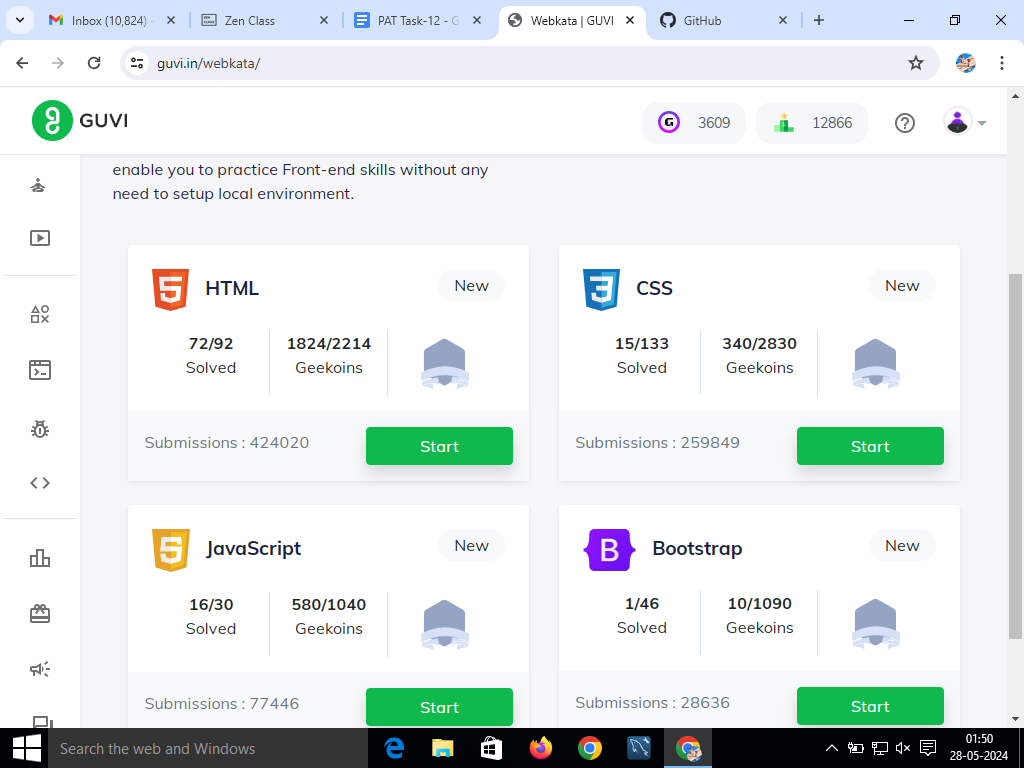 Inbox (10,824)
Zen Class
PAT Task-12 - G
Webkata | GUVI
GitHub
guvi.in/webkata/
GUVI
3609
12866
enable you to practice Front-end skills without any
need to setup local environment.
HTML
New
72/92
Solved
1824/2214
Geekoins
Submissions : 424020
Start
CSS
New
15/133
Solved
340/2830
Geekoins
Submissions : 259849
Start
JavaScript
New
16/30
Solved
580/1040
Geekoins
Submissions : 77446
Start
Bootstrap
New
1/46
Solved
10/1090
Geekoins
Submissions : 28636
Start
Search the web and Windows
01:50
28-05-2024